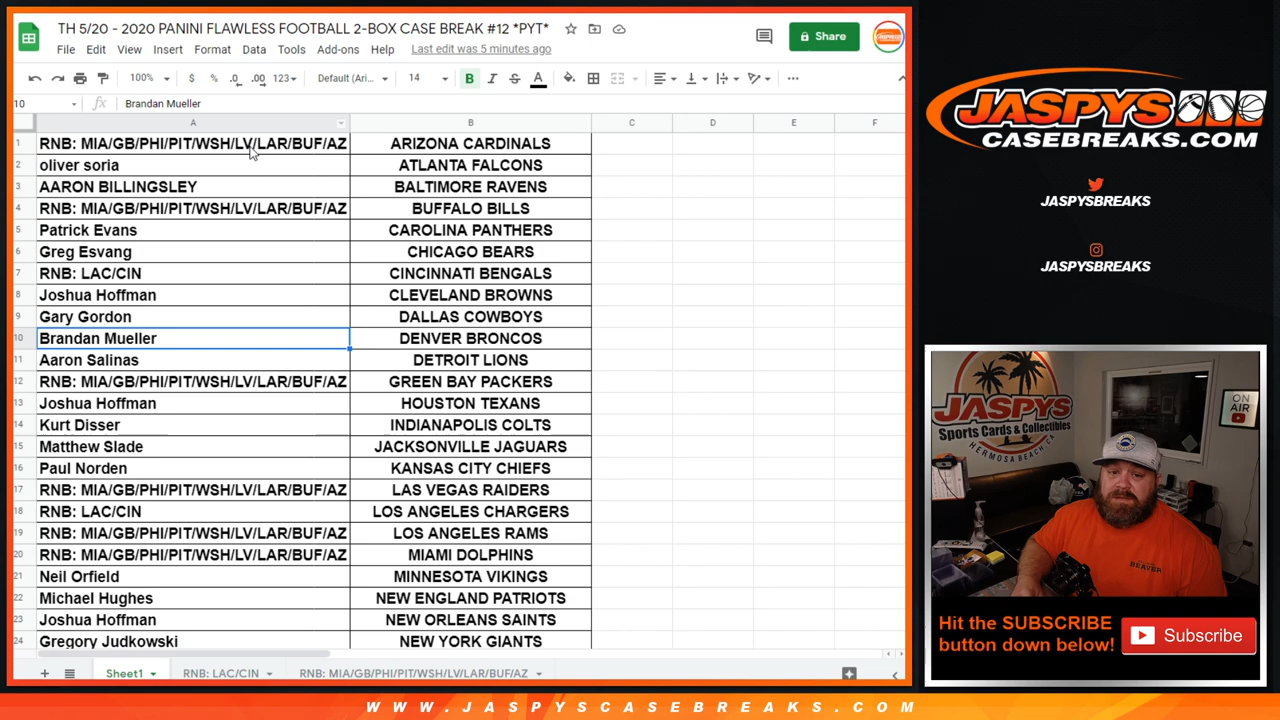 TH 5/20 - 2020 PANINI FLAWLESS FOOTBALL 2-BOX CASE BREAK #12 *PYT*
File Edit View Insert Format Data Tools Add-ons Help Last edit was 5 minutes ago
Share
100% $ % .0 .00 123 Default (Ari... 14 B I S A
10 fx Brandan Mueller
A B C D E F
1 RNB: MIA/GB/PHI/PIT/WSH/LV/LAR/BUF/AZ ARIZONA CARDINALS
2 oliver soria ATLANTA FALCONS
3 AARON BILLINGSLEY BALTIMORE RAVENS
4 RNB: MIA/GB/PHI/PIT/WSH/LV/LAR/BUF/AZ BUFFALO BILLS
5 Patrick Evans CAROLINA PANTHERS
6 Greg Esvang CHICAGO BEARS
7 RNB: LAC/CIN CINCINNATI BENGALS
8 Joshua Hoffman CLEVELAND BROWNS
9 Gary Gordon DALLAS COWBOYS
10 Brandan Mueller DENVER BRONCOS
11 Aaron Salinas DETROIT LIONS
12 RNB: MIA/GB/PHI/PIT/WSH/LV/LAR/BUF/AZ GREEN BAY PACKERS
13 Joshua Hoffman HOUSTON TEXANS
14 Kurt Disser INDIANAPOLIS COLTS
15 Matthew Slade JACKSONVILLE JAGUARS
16 Paul Norden KANSAS CITY CHIEFS
17 RNB: MIA/GB/PHI/PIT/WSH/LV/LAR/BUF/AZ LAS VEGAS RAIDERS
18 RNB: LAC/CIN LOS ANGELES CHARGERS
19 RNB: MIA/GB/PHI/PIT/WSH/LV/LAR/BUF/AZ LOS ANGELES RAMS
20 RNB: MIA/GB/PHI/PIT/WSH/LV/LAR/BUF/AZ MIAMI DOLPHINS
21 Neil Orfield MINNESOTA VIKINGS
22 Michael Hughes NEW ENGLAND PATRIOTS
23 Joshua Hoffman NEW ORLEANS SAINTS
24 Gregory Judkowski NEW YORK GIANTS
Sheet1 RNB: LAC/CIN RNB: MIA/GB/PHI/PIT/WSH/LV/LAR/BUF/AZ
JASPYS
CASEBREAKS.COM
JASPYSBREAKS
JASPYSBREAKS
JASPYS
Sports Cards & Collectibles
HERMOSA BEACH CA
ON
AIR
BEAVER
Hit the SUBSCRIBE
button down below!
Subscribe
WWW.JASPYSCASEBREAKS.COM